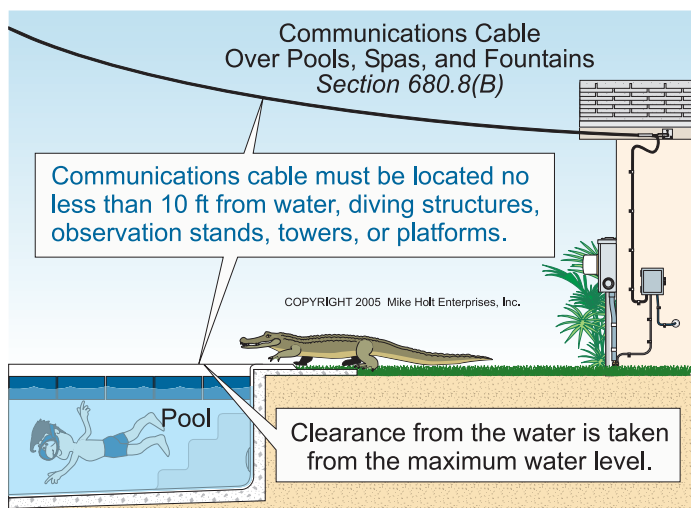 Communications Cable
Over Pools, Spas, and Fountains
Section 680.8(B)
Communications cable must be located no
less than 10 ft from water, diving structures,
observation stands, towers, or platforms.
COPYRIGHT 2005 Mike Holt Enterprises, Inc.
Pool
Clearance from the water is taken
from the maximum water level.